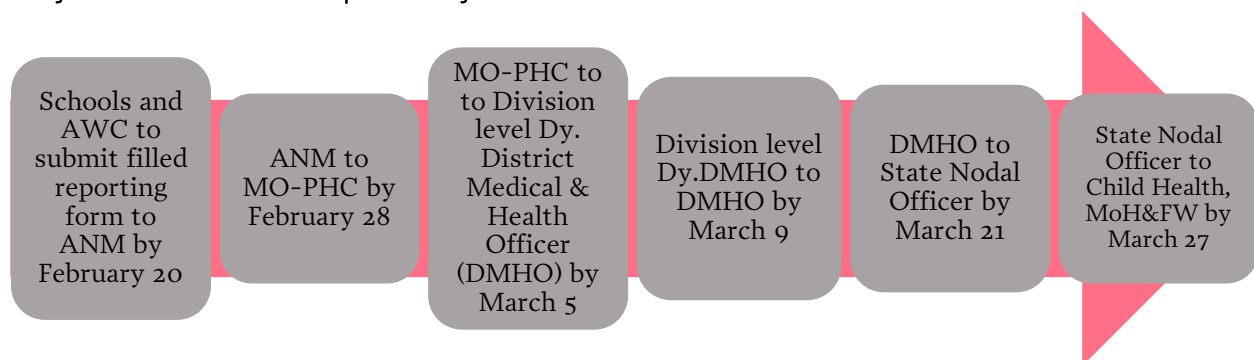 Schools and
AWC to
submit filled
reporting
form to
ANM by
February 20
ANM to
MO-PHC by
February 28
MO-PHC to
to Division
level Dy.
District
Medical &
Health
Officer
(DMHO) by
March 5
Division level
Dy.DMHO to
DMHO by
March 9
DMHO to
State Nodal
Officer by
March 21
State Nodal
Officer to
Child Health,
MoH&FW by
March 27